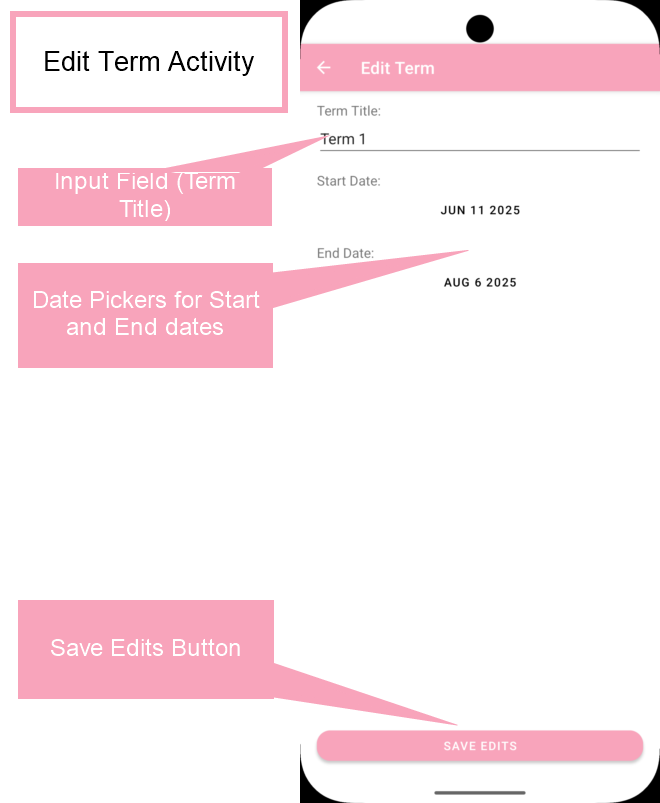 Edit Term Activity
Edit Term
Term Title:
Term 1
Input Field (Term
Title)
Start Date:
JUN 11 2025
End Date:
AUG 6 2025
Date Pickers for Start
and End dates
Save Edits Button
SAVE EDITS